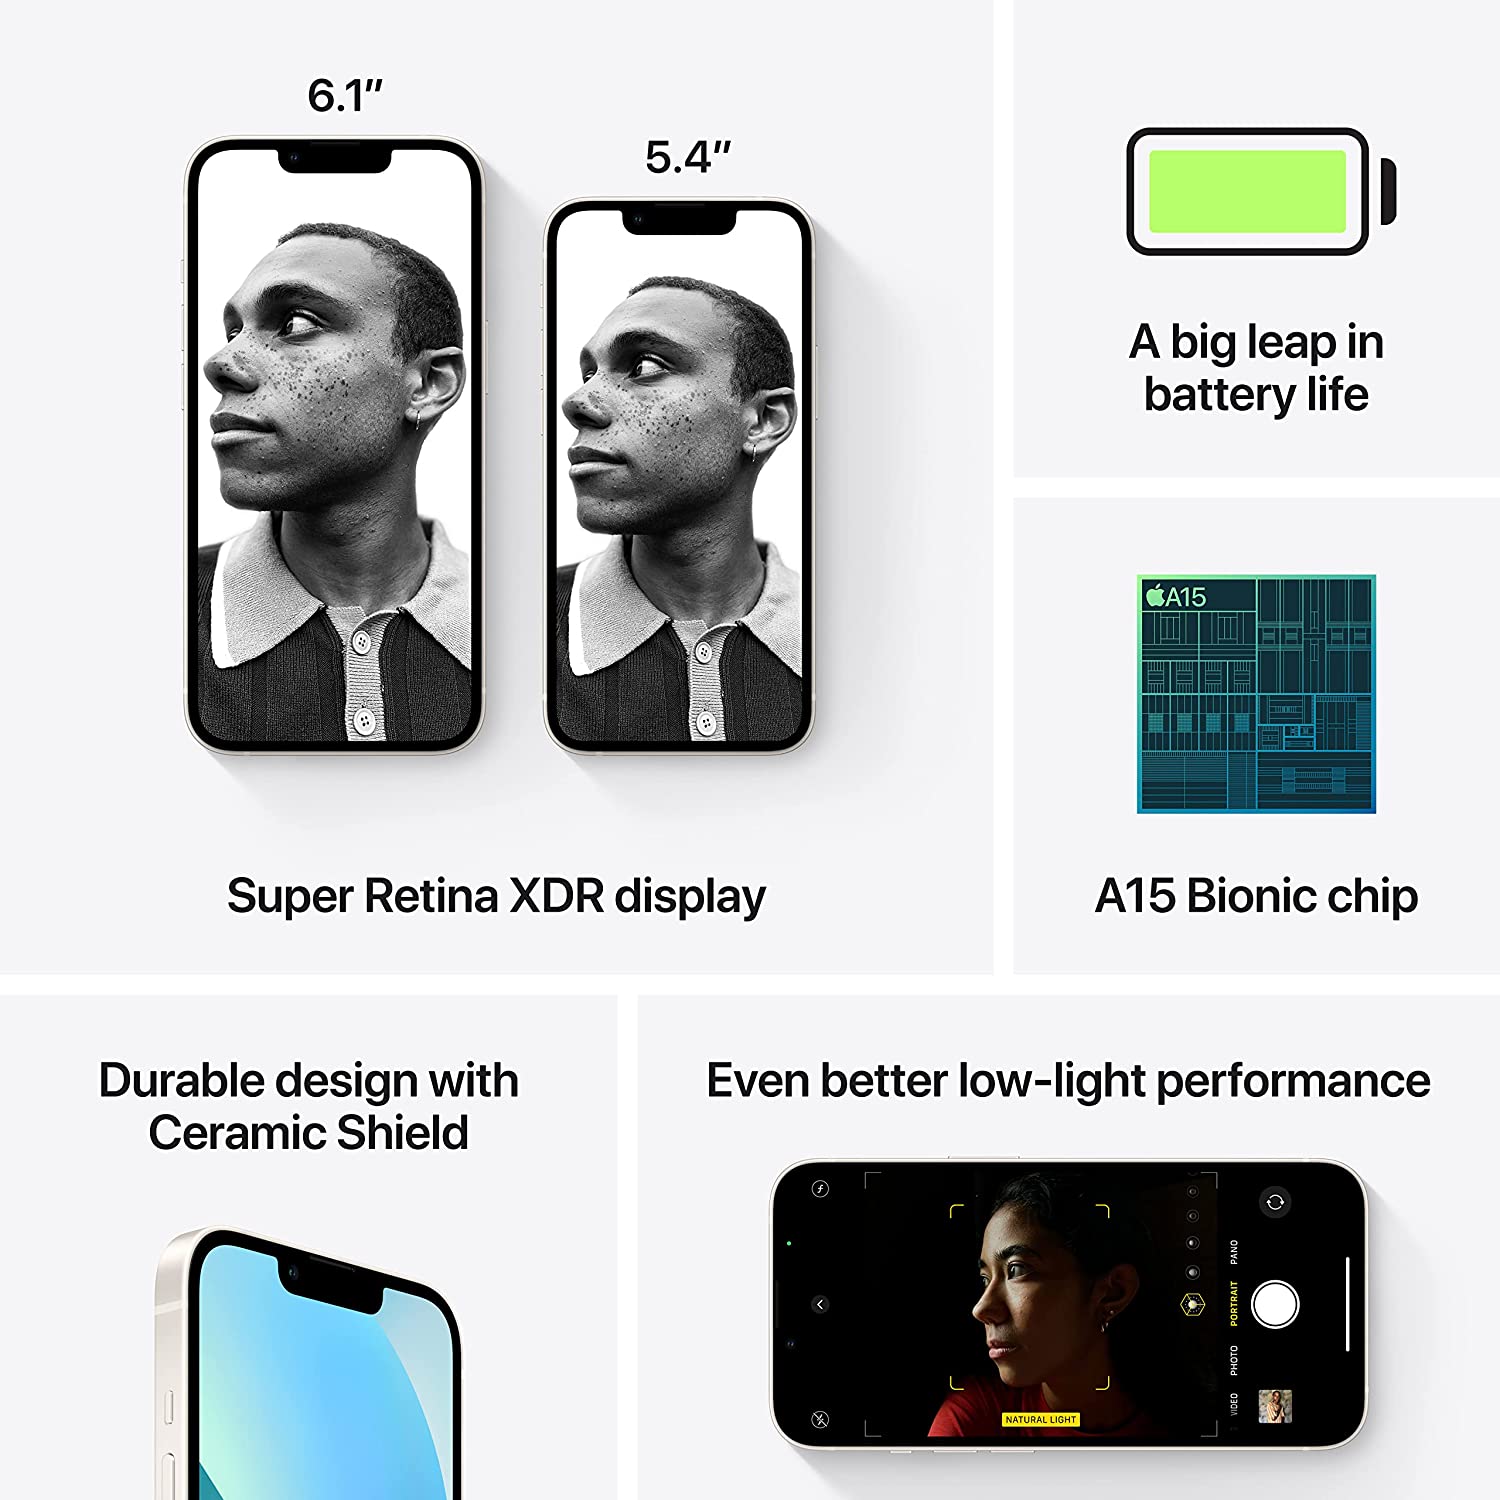 6.1″
5.4″
Super Retina XDR display
A big leap in
battery life
A15
A15 Bionic chip
Durable design with
Ceramic Shield
Even better low-light performance
PANO
PORTRAIT
PHOTO
VIDEO
NATURAL LIGHT